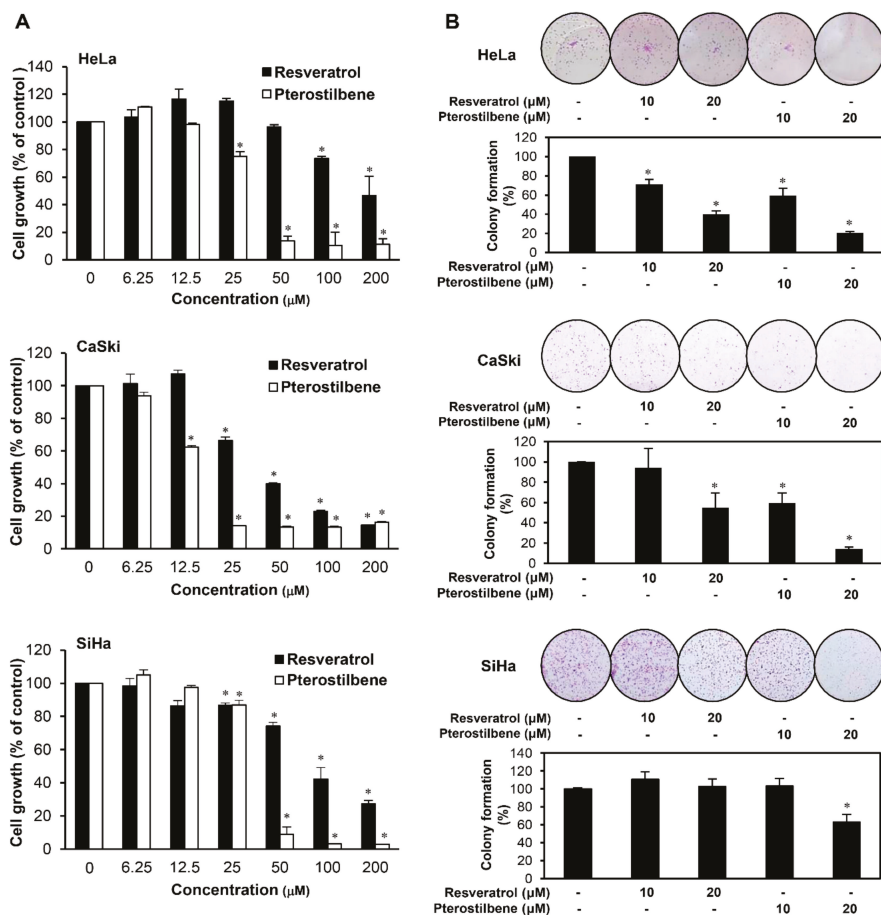 A
HeLa
Cell growth (% of control)
140
120
100
80
60
40
20
0
Resveratrol
Pterostilbene
* * * * * *
0 6.25 12.5 25 50 100 200
Concentration (μM)
CaSki
Cell growth (% of control)
120
100
80
60
40
20
0
Resveratrol
Pterostilbene
* * * * * * * * *
0 6.25 12.5 25 50 100 200
Concentration (μM)
SiHa
Cell growth (% of control)
120
100
80
60
40
20
0
Resveratrol
Pterostilbene
* * * * * * * *
0 6.25 12.5 25 50 100 200
Concentration (μM)
B
HeLa
Resveratrol (μM) - 10 20 - -
Pterostilbene (μM) - - - 10 20
Colony formation
(%)
120
100
80
60
40
20
0
* * * *
Resveratrol (μM) - 10 20 - -
Pterostilbene (μM) - - - 10 20
CaSki
Resveratrol (μM) - 10 20 - -
Pterostilbene (μM) - - - 10 20
Colony formation
(%)
120
100
80
60
40
20
0
* * *
Resveratrol (μM) - 10 20 - -
Pterostilbene (μM) - - - 10 20
SiHa
Resveratrol (μM) - 10 20 - -
Pterostilbene (μM) - - - 10 20
Colony formation
(%)
140
120
100
80
60
40
20
0
*
Resveratrol (μM) - 10 20 - -
Pterostilbene (μM) - - - 10 20